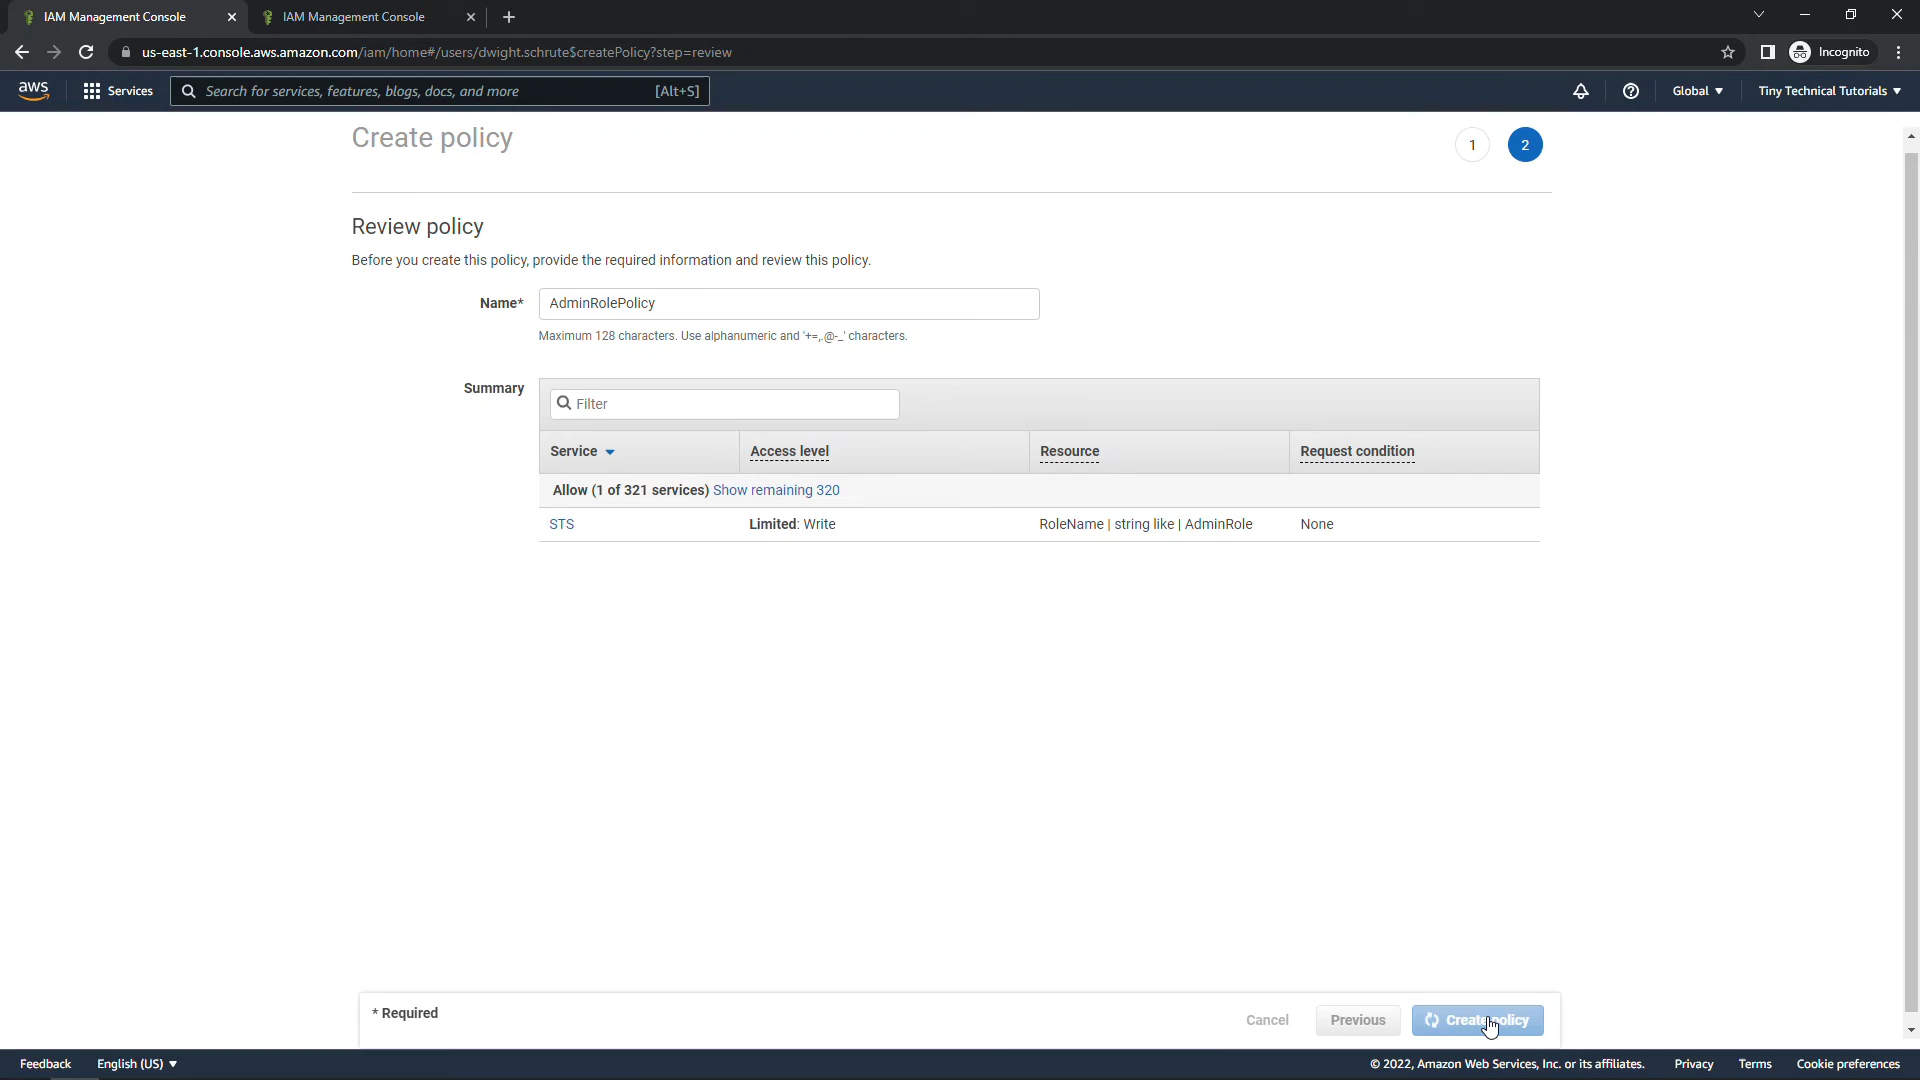 IAM Management Console
IAM Management Console
us-east-1.console.aws.amazon.com/iam/home#/users/dwight.schrute$createPolicy?step=review
Incognito
aws
Services
Search for services, features, blogs, docs, and more
[Alt+S]
Global
Tiny Technical Tutorials
Create policy
1
2
Review policy
Before you create this policy, provide the required information and review this policy.
Name*
AdminRolePolicy
Maximum 128 characters. Use alphanumeric and '+=,.@-_' characters.
Summary
Filter
Service
Access level
Resource
Request condition
Allow (1 of 321 services) Show remaining 320
STS
Limited: Write
RoleName | string like | AdminRole
None
* Required
Cancel
Previous
Create policy
Feedback
English (US)
© 2022, Amazon Web Services, Inc. or its affiliates.
Privacy
Terms
Cookie preferences